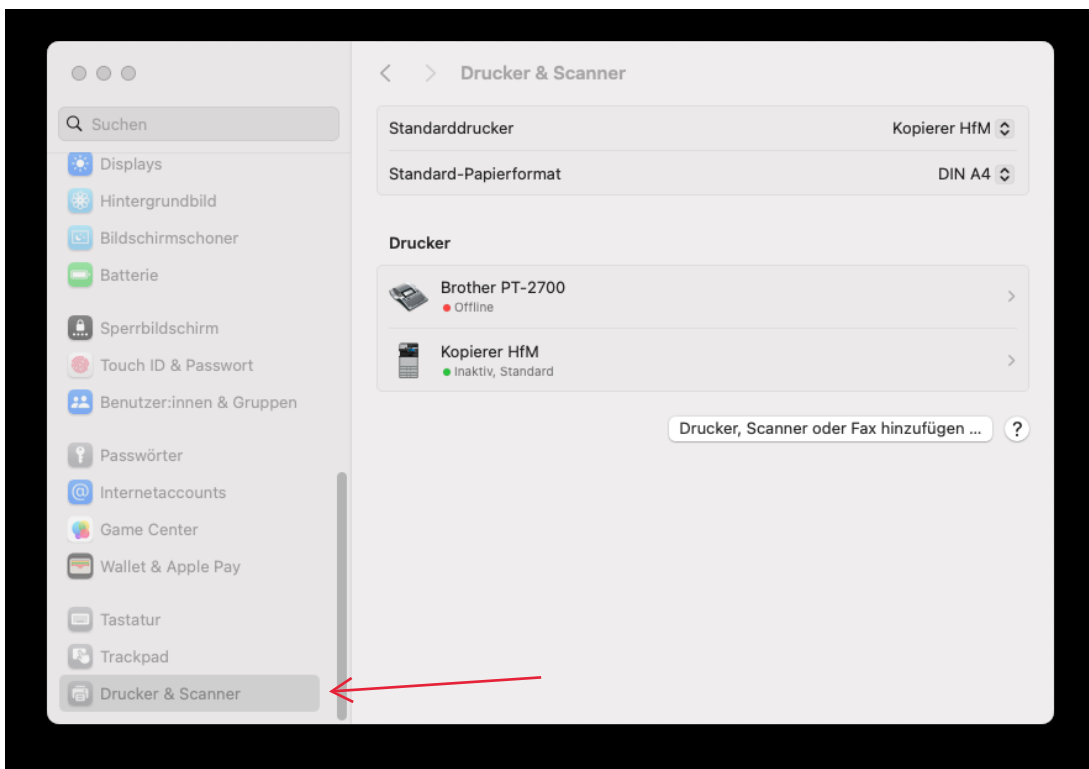 Suchen
Displays
Hintergrundbild
Bildschirmschoner
Batterie
Sperrbildschirm
Touch ID & Passwort
Benutzer:innen & Gruppen
Passwörter
Internetaccounts
Game Center
Wallet & Apple Pay
Tastatur
Trackpad
Drucker & Scanner
Drucker & Scanner
Standarddrucker Kopierer HfM
Standard-Papierformat DIN A4
Drucker
Brother PT-2700
Offline
Kopierer HfM
Inaktiv, Standard
Drucker, Scanner oder Fax hinzufügen ... ?